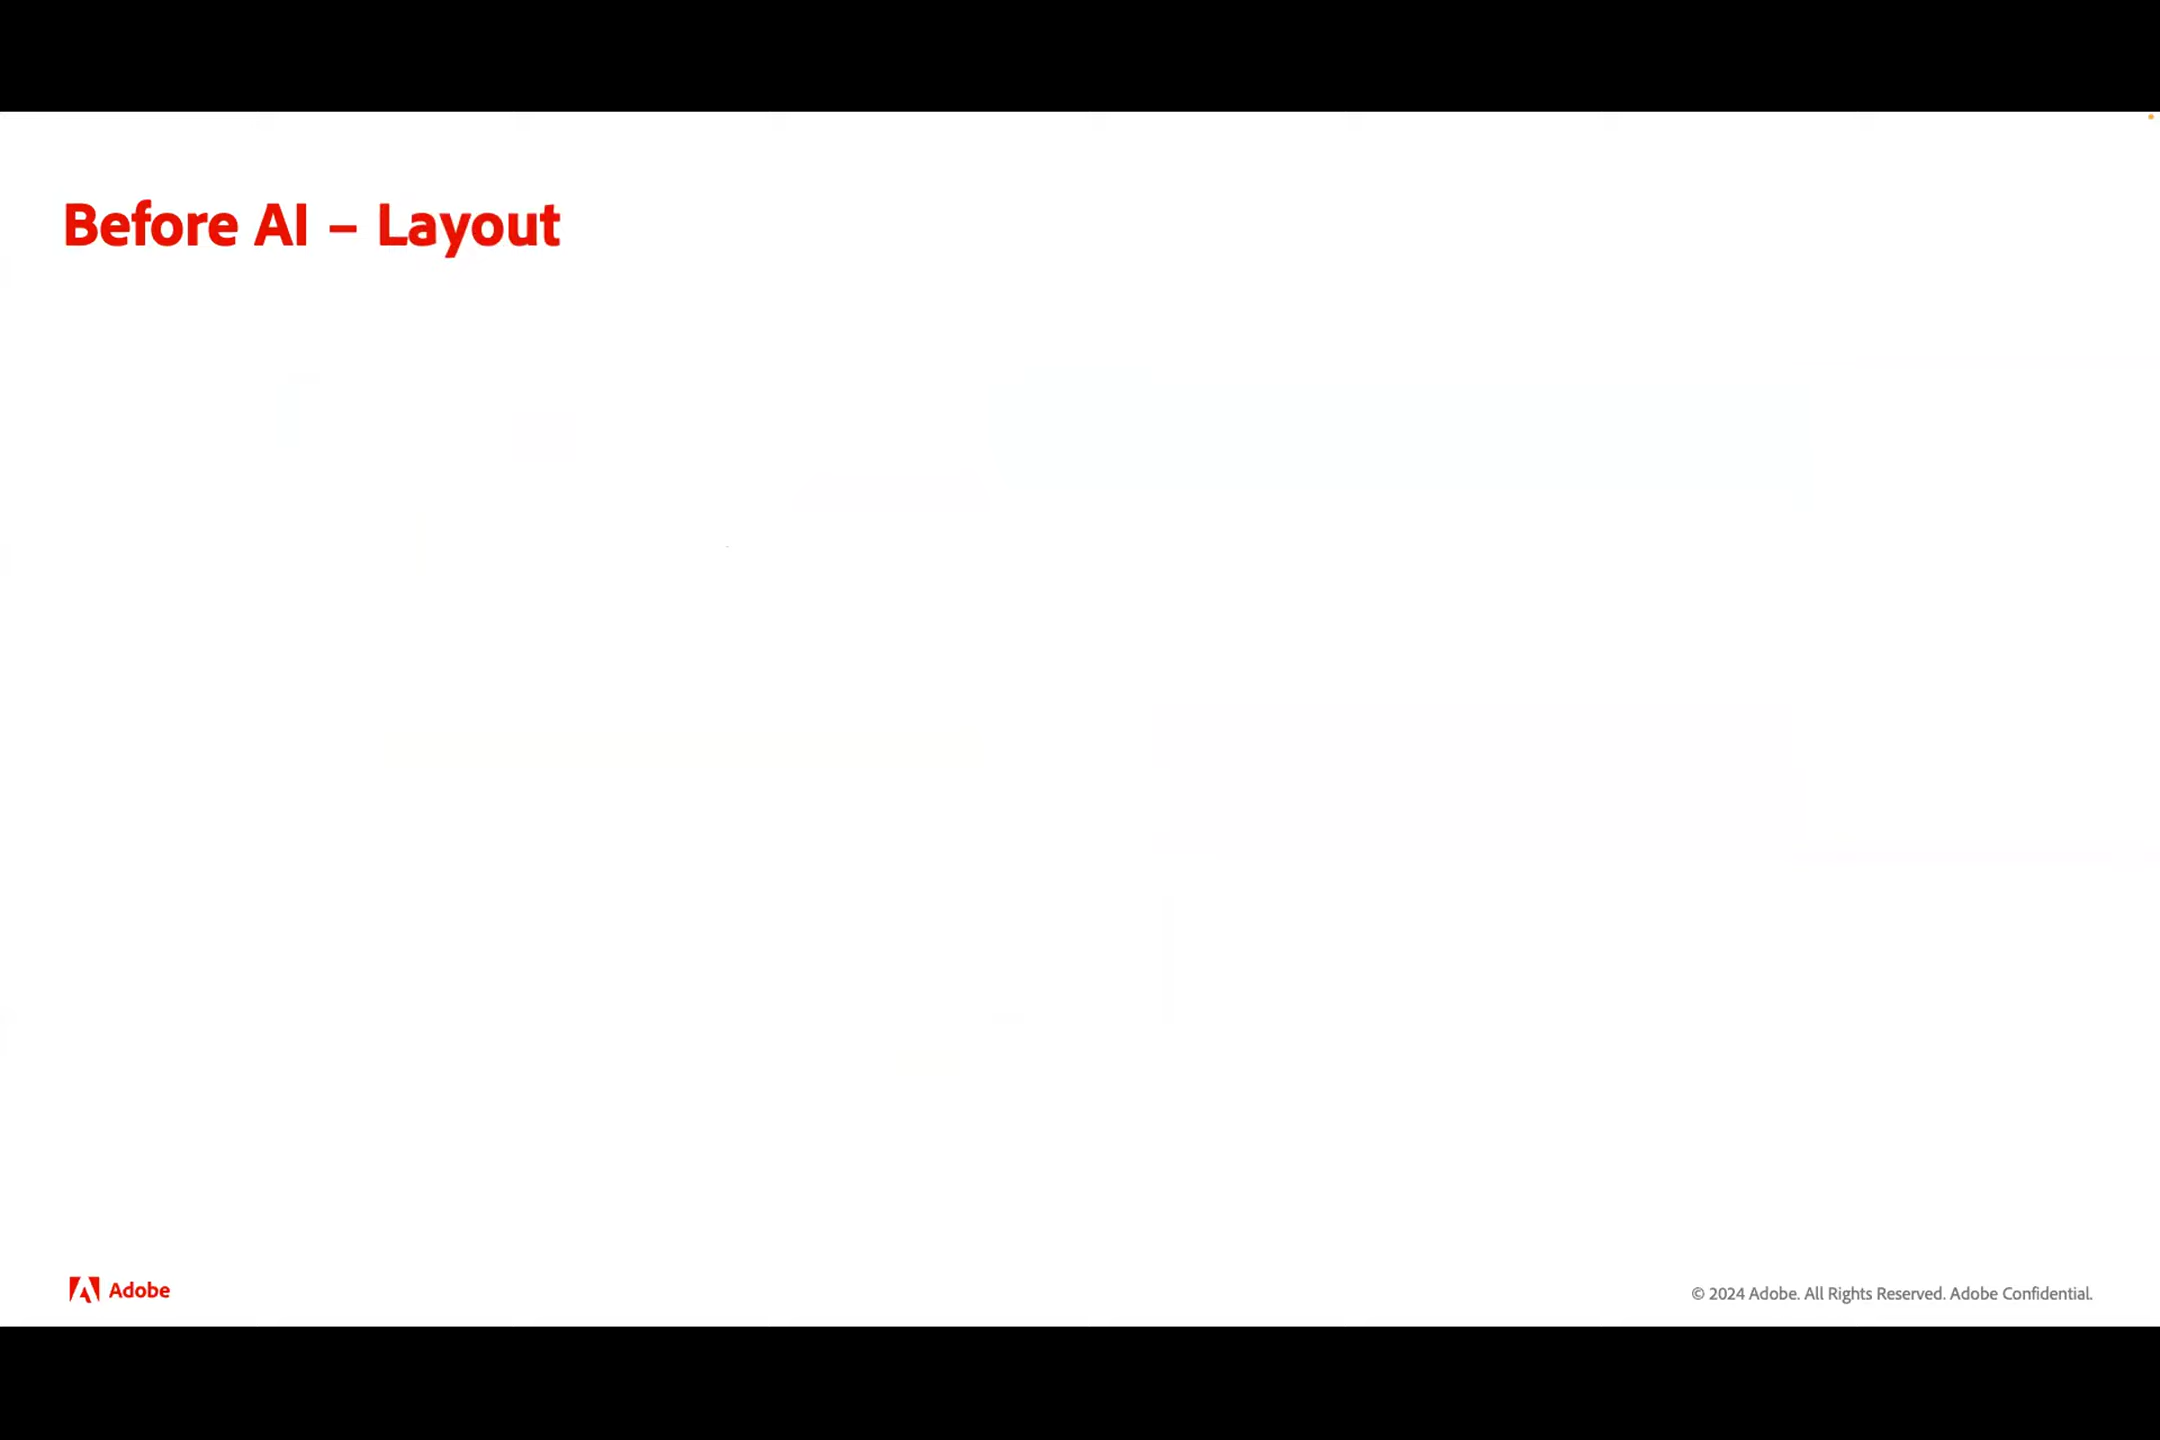 Before AI – Layout
Adobe
© 2024 Adobe. All Rights Reserved. Adobe Confidential.